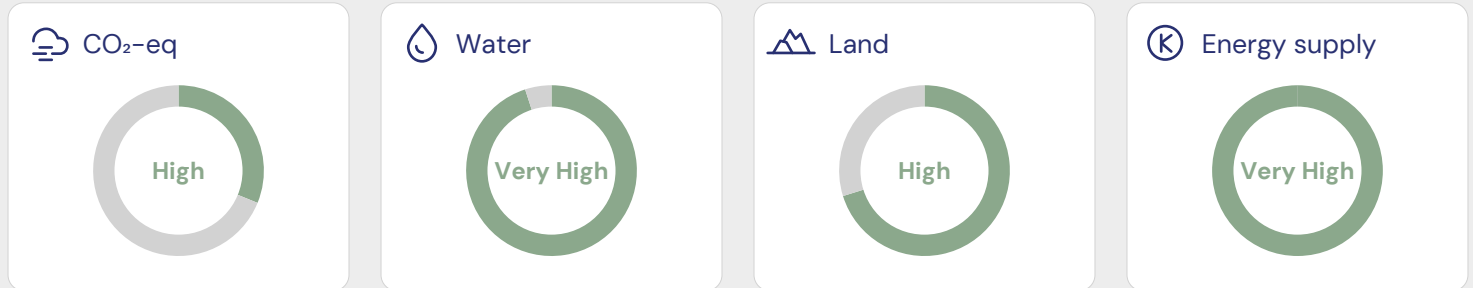 CO₂-eq
High
Water
Very High
Land
High
Energy supply
Very High